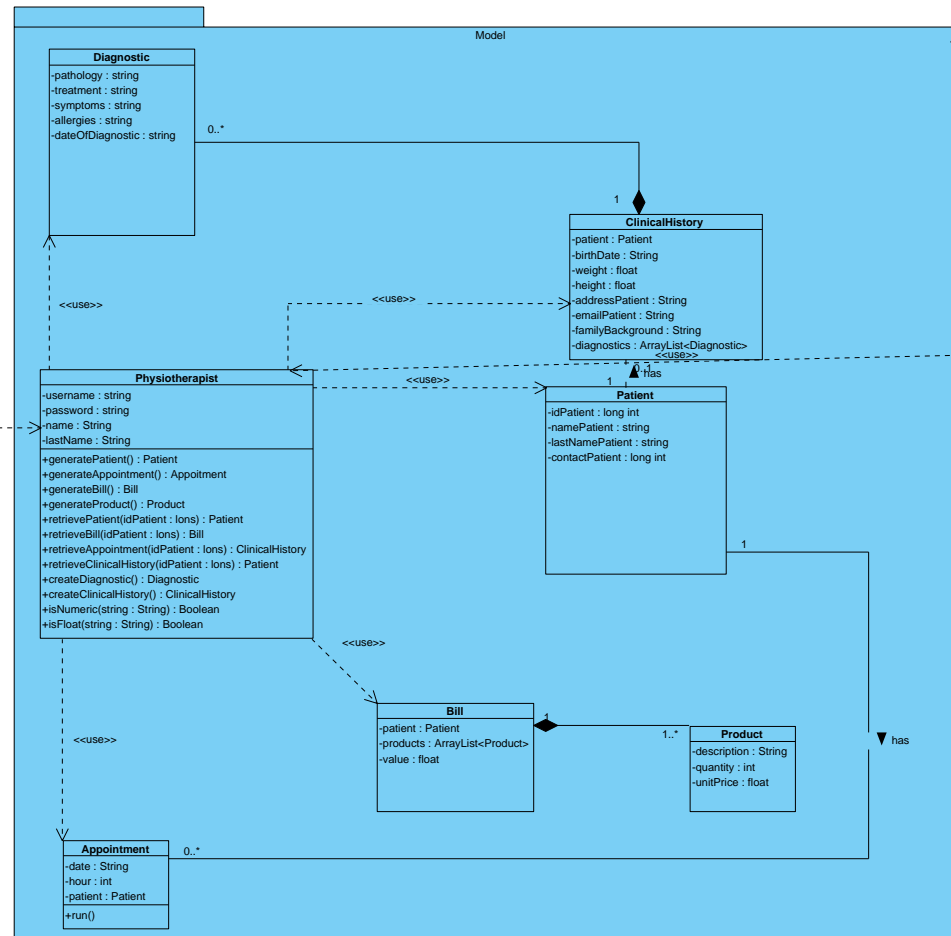 Model
Diagnostic
-pathology : string
-treatment : string
-symptoms : string
-allergies : string
-dateOfDiagnostic : string
0..*
1
ClinicalHistory
-patient : Patient
-birthDate : String
-weight : float
-height : float
-addressPatient : String
-emailPatient : String
-familyBackground : String
-diagnostics : ArrayList<Diagnostic>
<<use>>
<<use>>
<<use>>
0..1
has
1
<<use>>
Physiotherapist
-username : string
-password : string
-name : String
-lastName : String
+generatePatient() : Patient
+generateAppointment() : Appoitment
+generateBill() : Bill
+generateProduct() : Product
+retrievePatient(idPatient : lons) : Patient
+retrieveBill(idPatient : lons) : Bill
+retrieveAppointment(idPatient : lons) : ClinicalHistory
+retrieveClinicalHistory(idPatient : lons) : Patient
+createDiagnostic() : Diagnostic
+createClinicalHistory() : ClinicalHistory
+isNumeric(string : String) : Boolean
+isFloat(string : String) : Boolean
Patient
-idPatient : long int
-namePatient : string
-lastNamePatient : string
-contactPatient : long int
1
<<use>>
Bill
-patient : Patient
-products : ArrayList<Product>
-value : float
1
1..*
Product
-description : String
-quantity : int
-unitPrice : float
has
<<use>>
Appointment
-date : String
-hour : int
-patient : Patient
+run()
0..*